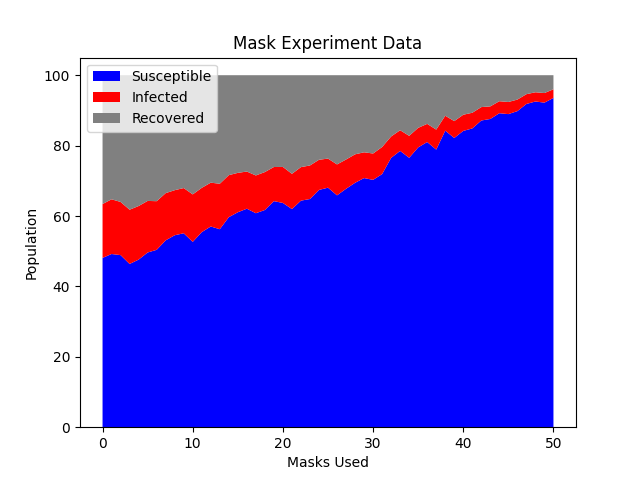 Mask Experiment Data
Susceptible
Infected
Recovered
100
80
60
40
20
0
Population
0 10 20 30 40 50
Masks Used